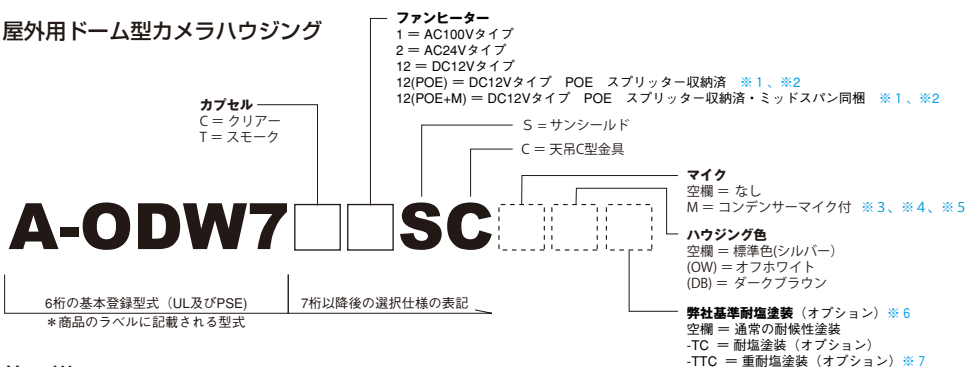 屋外用ドーム型カメラハウジング
ファンヒーター
1 = AC100Vタイプ
2 = AC24Vタイプ
12 = DC12Vタイプ
12(POE) = DC12Vタイプ　POE　スプリッター収納済　※1、※2
12(POE+M) = DC12Vタイプ　POE　スプリッター収納済・ミッドスパン同梱　※1、※2
カプセル
C = クリアー
T = スモーク
S = サンシールド
C = 天吊C型金具
マイク
空欄 = なし
M = コンデンサーマイク付　※3、※4、※5
A-ODW7□□SC
ハウジング色
空欄 = 標準色(シルバー)
(OW) = オフホワイト
(DB) = ダークブラウン
6桁の基本登録型式（UL及びPSE)
7桁以降後の選択仕様の表記
＊商品のラベルに記載される型式
弊社基準耐塩塗装（オプション）※6
空欄 = 通常の耐候性塗装
-TC = 耐塩塗装（オプション）
-TTC = 重耐塩塗装（オプション）※7